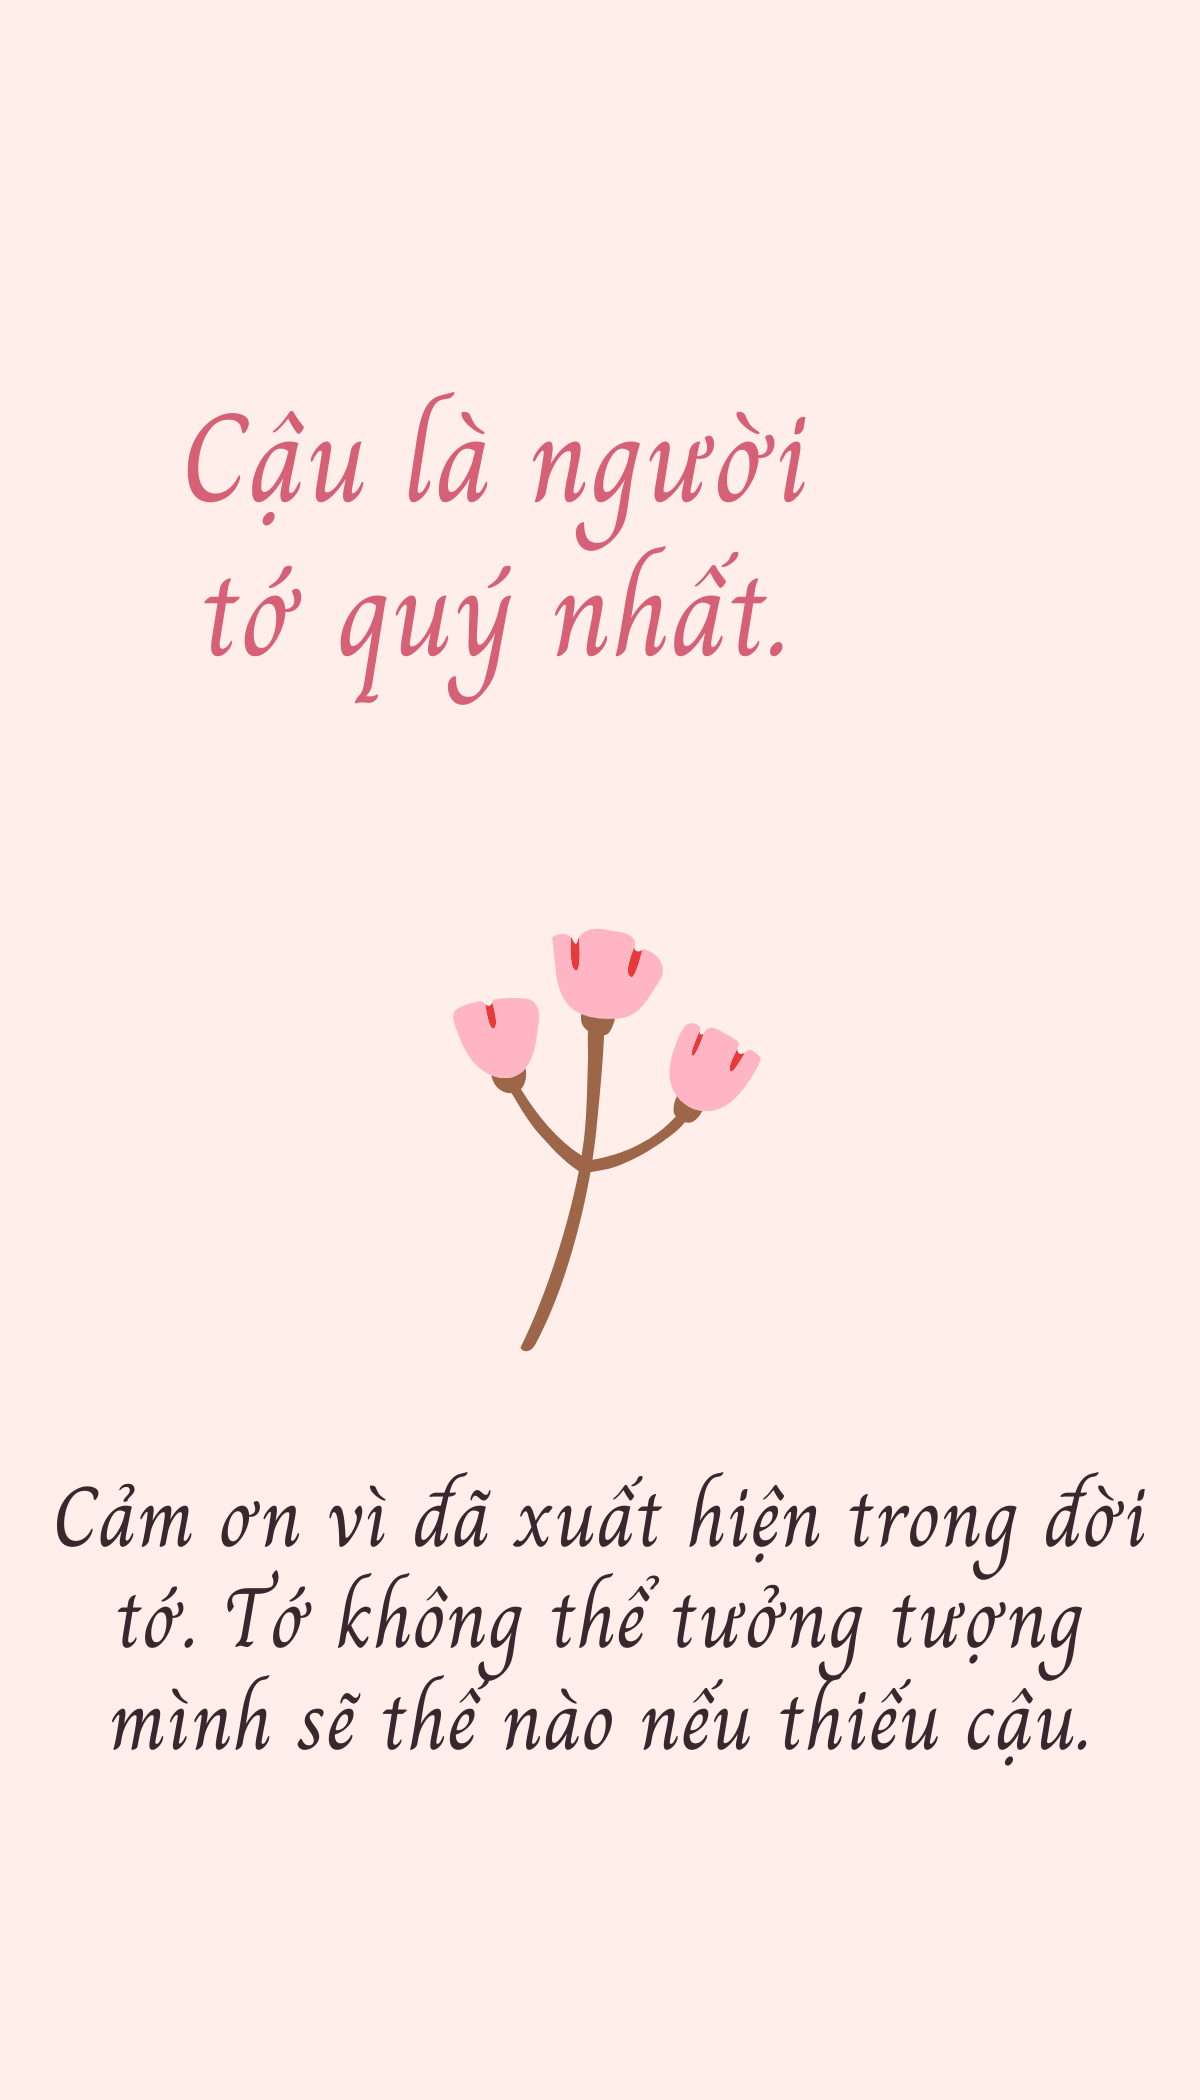 Cậu là người
tớ quý nhất.
Cảm ơn vì đã xuất hiện trong đời
tớ. Tớ không thể tưởng tượng
mình sẽ thế nào nếu thiếu cậu.